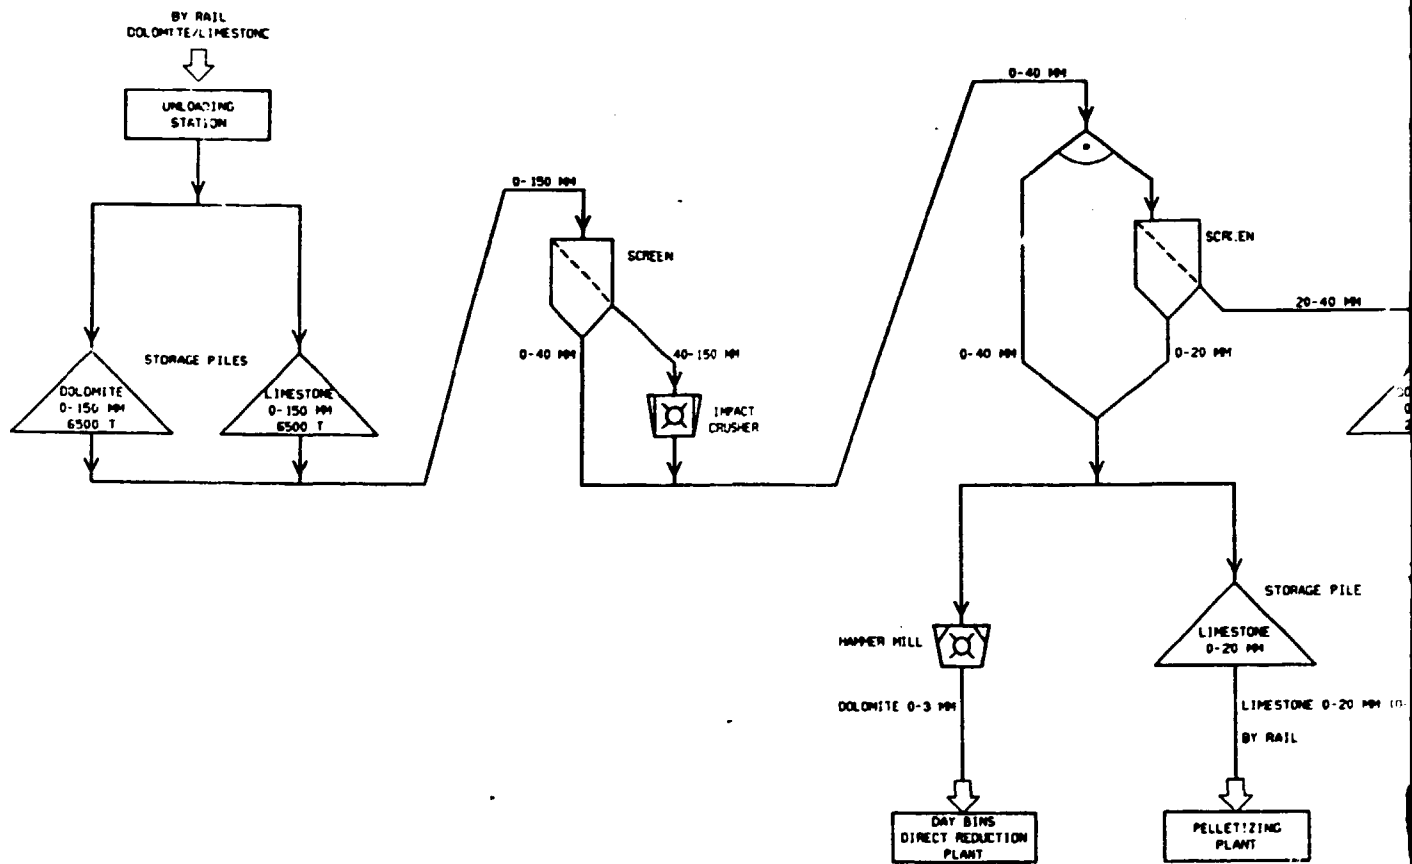 BY RAIL
DOLOMITE/LIMESTONE
UNLOADING
STATION
STORAGE PILES
DOLOMITE
0-150 MM
6500 T
LIMESTONE
0-150 MM
6500 T
0-150 MM
SCREEN
0-40 MM
40-150 MM
IMPACT
CRUSHER
0-40 MM
SCREEN
20-40 MM
0-40 MM
0-20 MM
HAMMER MILL
DOLOMITE 0-3 MM
DAY BINS
DIRECT REDUCTION
PLANT
STORAGE PILE
LIMESTONE
0-20 MM
LIMESTONE 0-20 MM
BY RAIL
PELLETIZING
PLANT